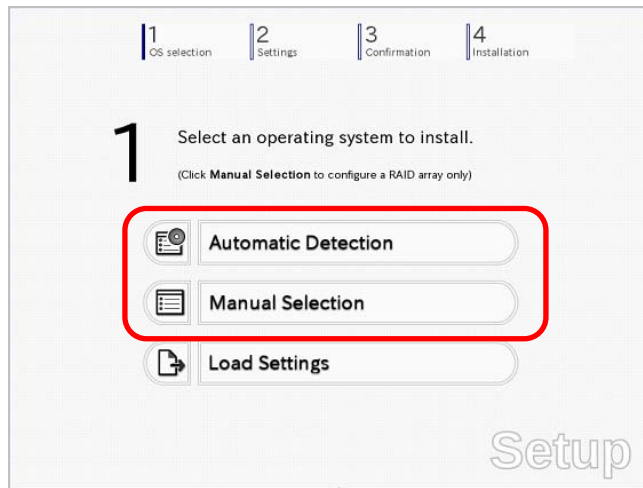 1 2 3 4
OS selection Settings Confirmation Installation
1 Select an operating system to install.
(Click Manual Selection to configure a RAID array only)
Automatic Detection
Manual Selection
Load Settings
Setup